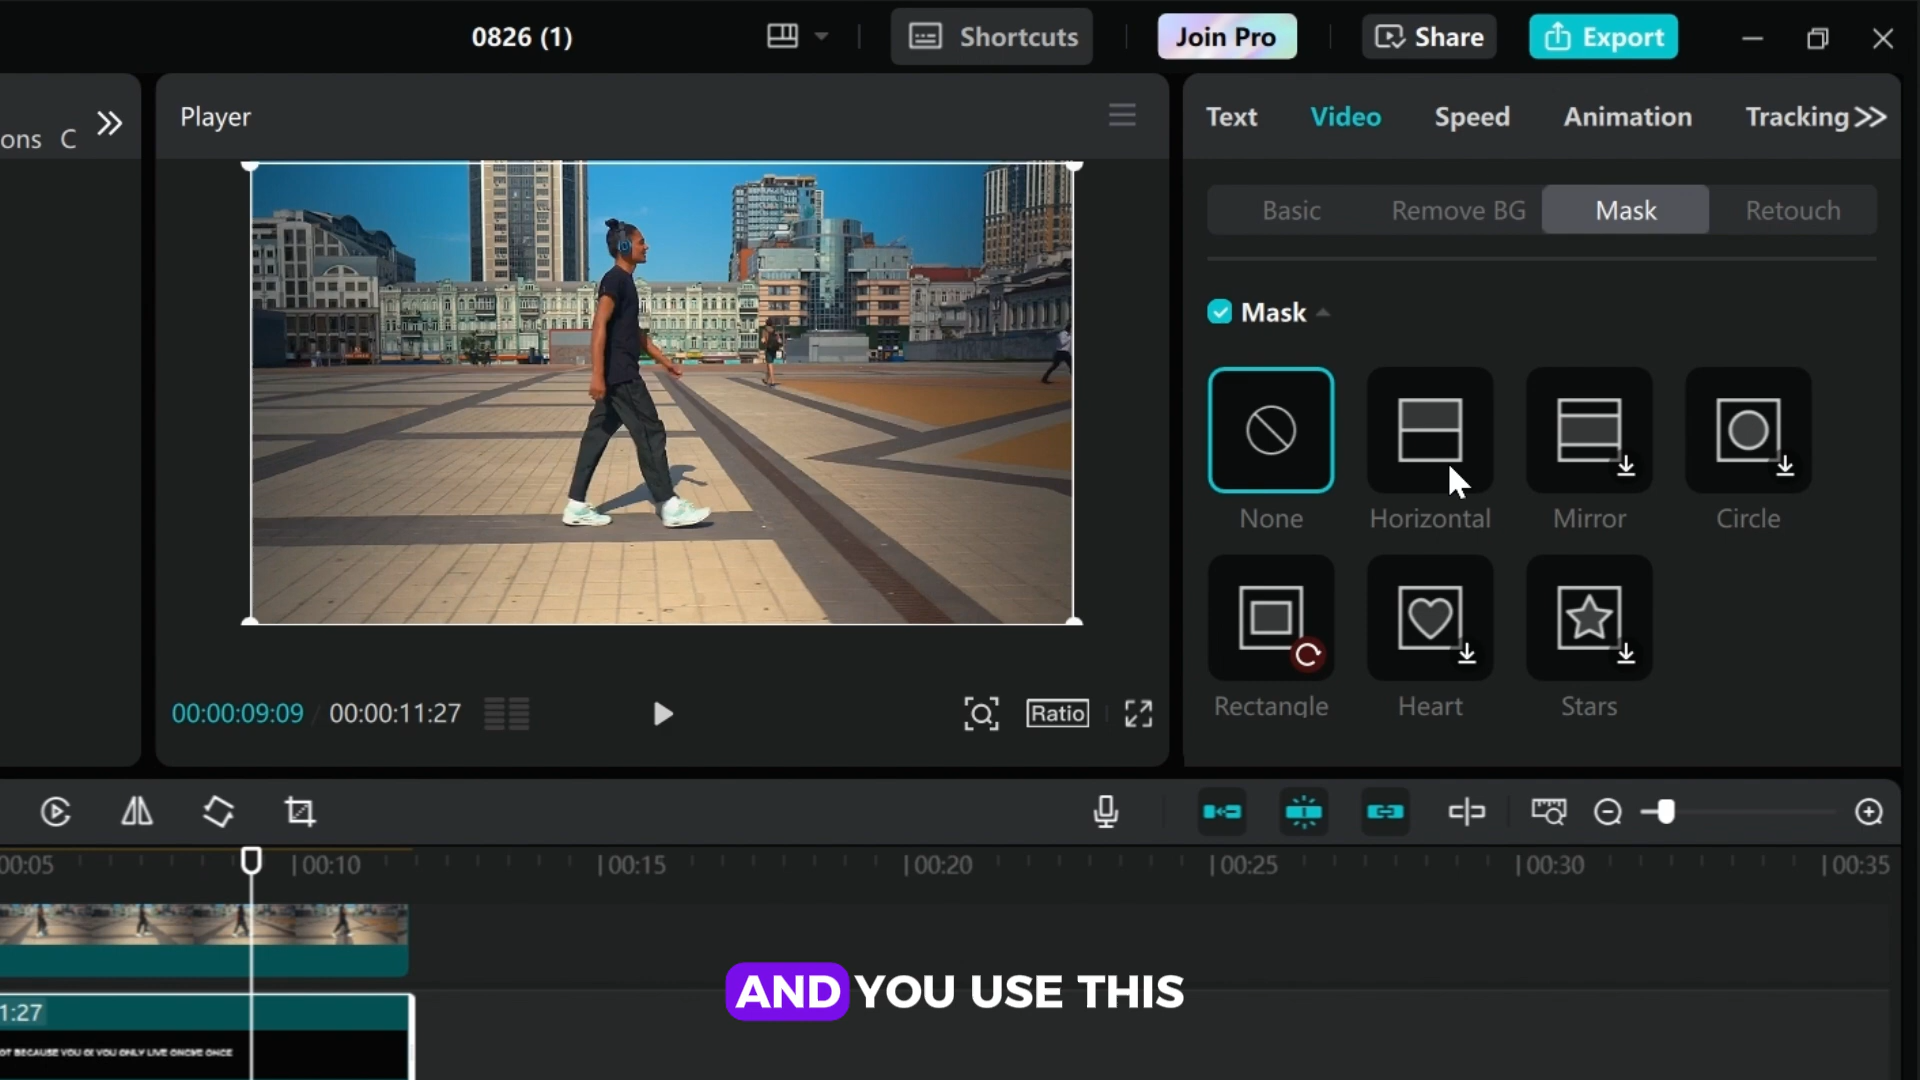 0826 (1)
Shortcuts
Join Pro
Share
Export
ons C
Player
Text Video Speed Animation Tracking
Basic Remove BG Mask Retouch
Mask
None Horizontal Mirror Circle
Rectangle Heart Stars
00:00:09:09 / 00:00:11:27
Ratio
00:05 00:10 00:15 00:20 00:25 00:30 00:35
1:27
AND YOU USE THIS